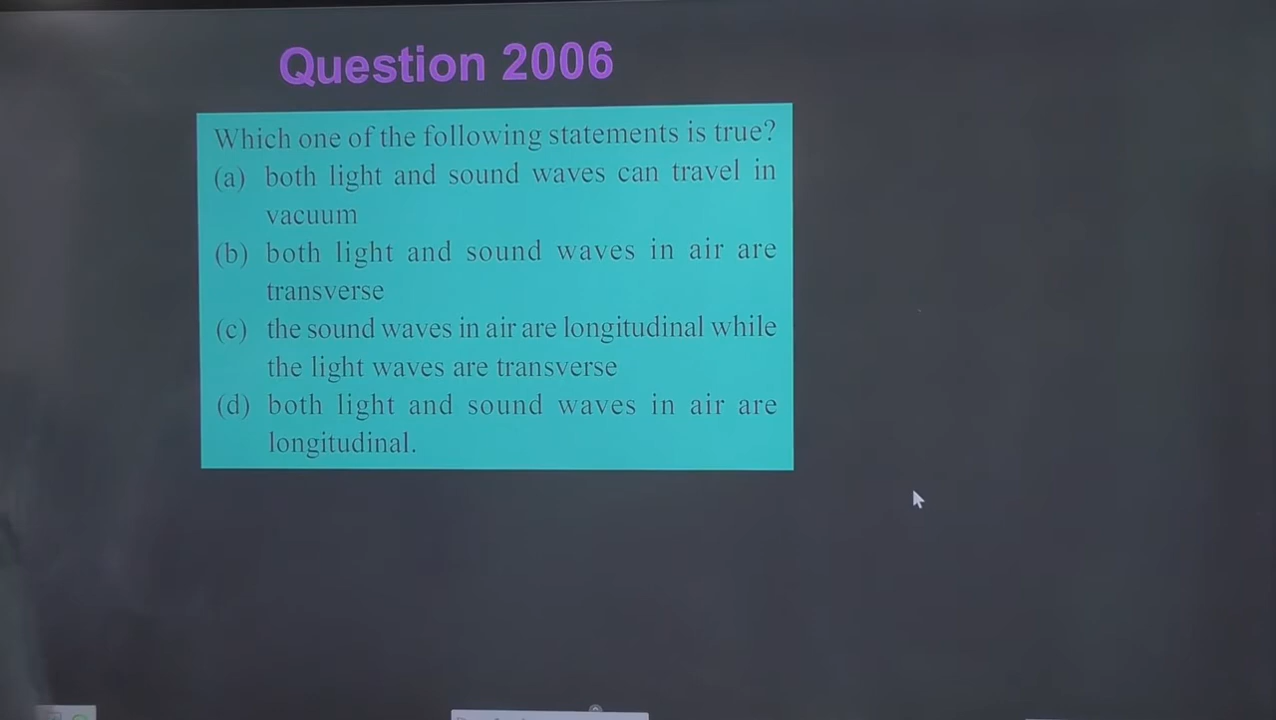 Question 2006
Which one of the following statements is true?
(a) both light and sound waves can travel in
vacuum
(b) both light and sound waves in air are
transverse
(c) the sound waves in air are longitudinal while
the light waves are transverse
(d) both light and sound waves in air are
longitudinal.